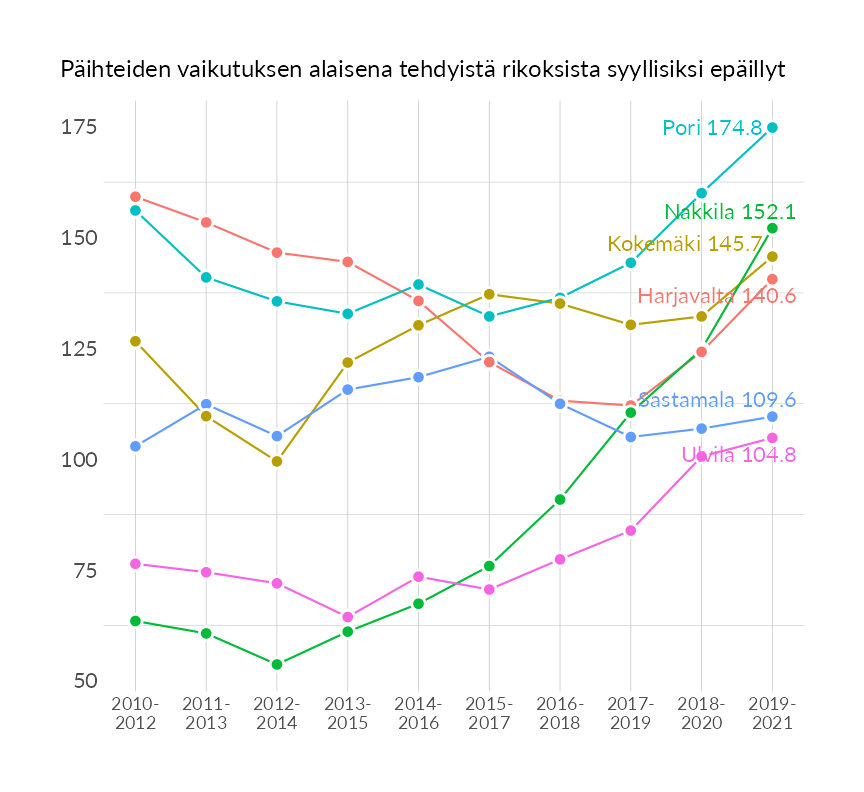 Päihteiden vaikutuksen alaisena tehdyistä rikoksista syyllisiksi epäillyt
175
Pori 174.8
Nakkila 152.1
150
Kokemäki 145.7
Harjavalta 140.6
125
Sastamala 109.6
100
Ulvila 104.8
75
50
2010- 2011- 2012- 2013- 2014- 2015- 2016- 2017- 2018- 2019-
2012 2013 2014 2015 2016 2017 2018 2019 2020 2021